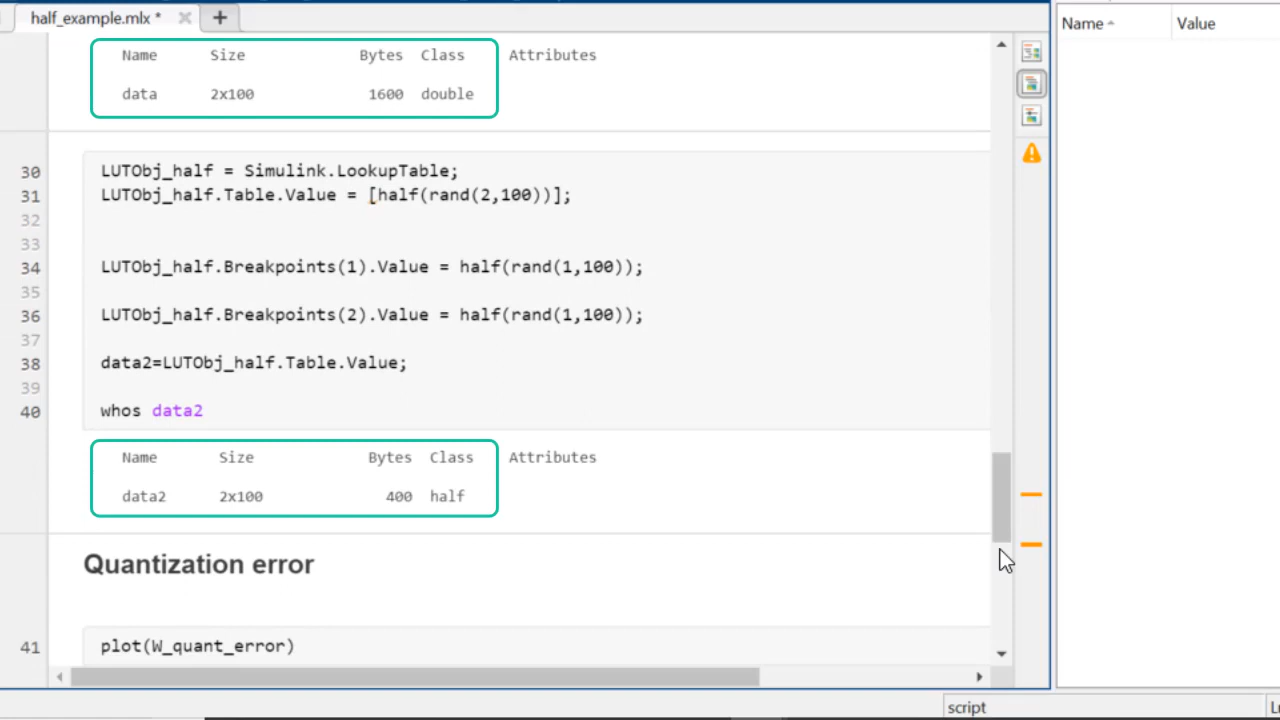 half_example.mlx *
Name Value
Name Size Bytes Class Attributes
data 2x100 1600 double
30 LUTObj_half = Simulink.LookupTable;
31 LUTObj_half.Table.Value = [half(rand(2,100))];
32
33
34 LUTObj_half.Breakpoints(1).Value = half(rand(1,100));
35
36 LUTObj_half.Breakpoints(2).Value = half(rand(1,100));
37
38 data2=LUTObj_half.Table.Value;
39
40 whos data2
Name Size Bytes Class Attributes
data2 2x100 400 half
Quantization error
41 plot(W_quant_error)
script